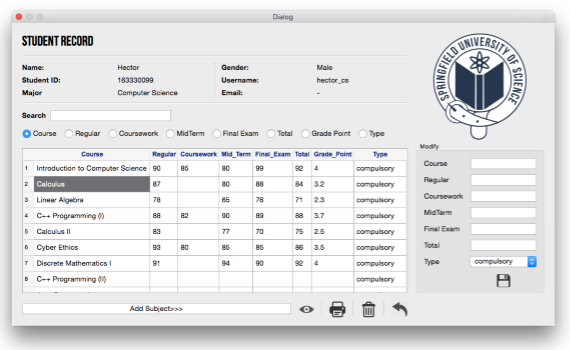 Dialog
STUDENT RECORD
Name: Hector Gender: Male
Student ID: 163330099 Username: hector_cs
Major Computer Science Email: -
SPRINGFIELD UNIVERSITY OF SCIENCE
Search
Course Regular Coursework MidTerm Final Exam Total Grade Point Type
Course Regular Coursework Mid_Term Final_Exam Total Grade_Point Type
1 Introduction to Computer Science 90 85 80 99 92 4 compulsory
2 Calculus 87 80 88 84 3.2 compulsory
3 Linear Algebra 78 65 76 71 2.3 compulsory
4 C++ Programming (I) 88 82 90 89 88 3.7 compulsory
5 Calculus II 83 77 70 75 2.5 compulsory
6 Cyber Ethics 93 80 85 85 86 3.5 compulsory
7 Discrete Mathematics I 91 94 90 92 4 compulsory
8 C++ Programming (II) compulsory
Modify
Course
Regular
Coursework
MidTerm
Final Exam
Total
Type compulsory
Add Subject>>>